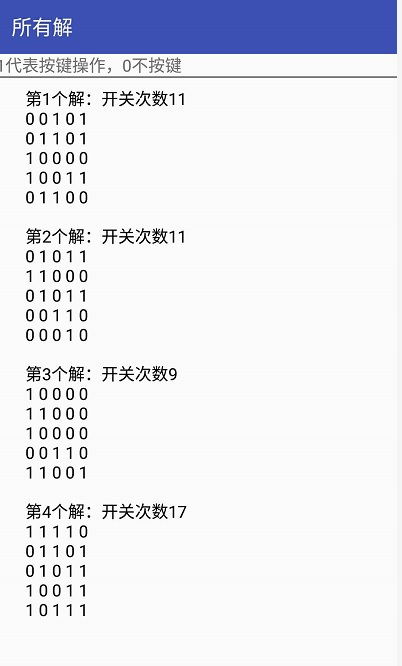 所有解
1代表按键操作，0不按键
第1个解：开关次数11
0 0 1 0 1
0 1 1 0 1
1 0 0 0 0
1 0 0 1 1
0 1 1 0 0
第2个解：开关次数11
0 1 0 1 1
1 1 0 0 0
0 1 0 1 1
0 0 1 1 0
0 0 0 1 0
第3个解：开关次数9
1 0 0 0 0
1 1 0 0 0
1 0 0 0 0
0 0 1 1 0
1 1 0 0 1
第4个解：开关次数17
1 1 1 1 0
0 1 1 0 1
0 1 0 1 1
1 0 0 1 1
1 0 1 1 1